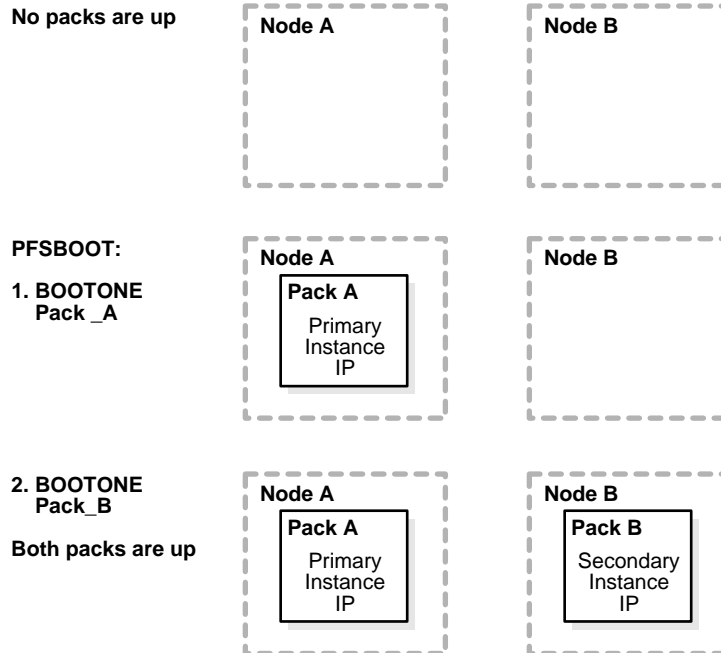 No packs are up
Node A
Node B
PFSBOOT:
1. BOOTONE
Pack _A
Node A
Pack A
Primary
Instance
IP
Node B
2. BOOTONE
Pack_B
Both packs are up
Node A
Pack A
Primary
Instance
IP
Node B
Pack B
Secondary
Instance
IP